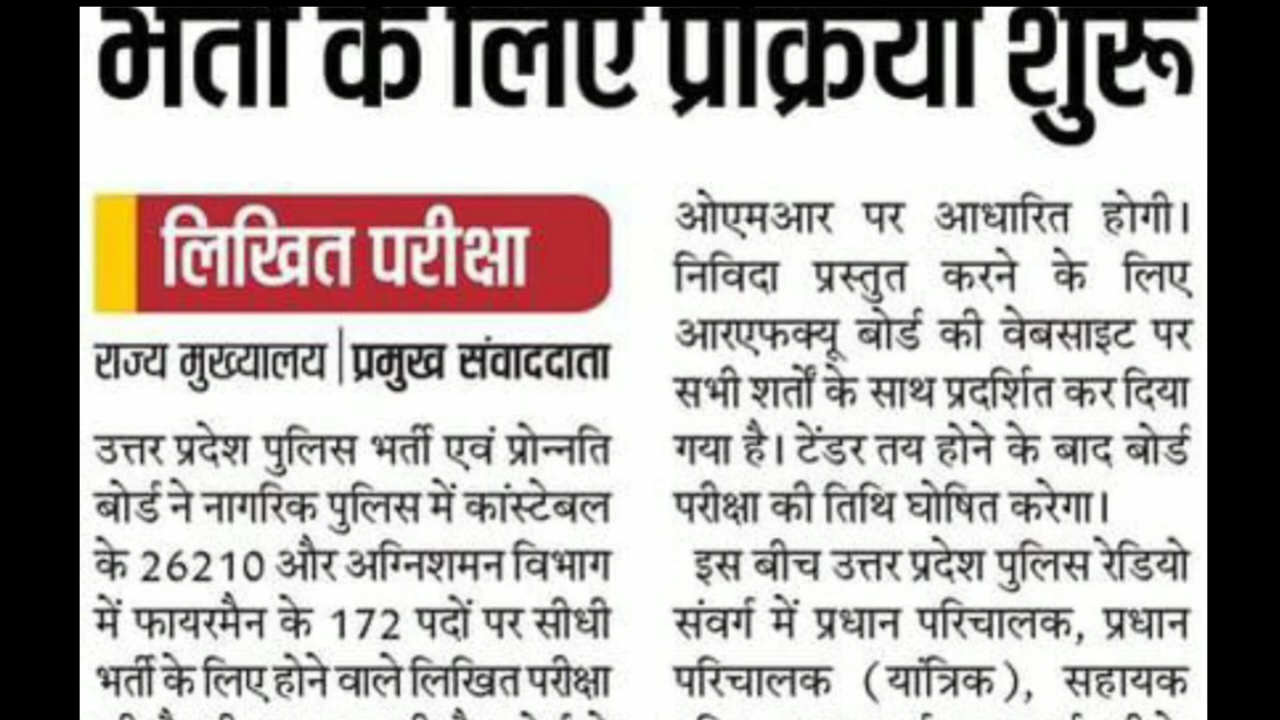 भर्ती के लिए प्रक्रिया शुरू
लिखित परीक्षा
राज्य मुख्यालय | प्रमुख संवाददाता
उत्तर प्रदेश पुलिस भर्ती एवं प्रोन्नति
बोर्ड ने नागरिक पुलिस में कांस्टेबल
के 26210 और अग्निशमन विभाग
में फायरमैन के 172 पदों पर सीधी
भर्ती के लिए होने वाले लिखित परीक्षा
ओएमआर पर आधारित होगी।
निविदा प्रस्तुत करने के लिए
आरएफक्यू बोर्ड की वेबसाइट पर
सभी शर्तों के साथ प्रदर्शित कर दिया
गया है। टेंडर तय होने के बाद बोर्ड
परीक्षा की तिथि घोषित करेगा।
इस बीच उत्तर प्रदेश पुलिस रेडियो
संवर्ग में प्रधान परिचालक, प्रधान
परिचालक (यांत्रिक), सहायक